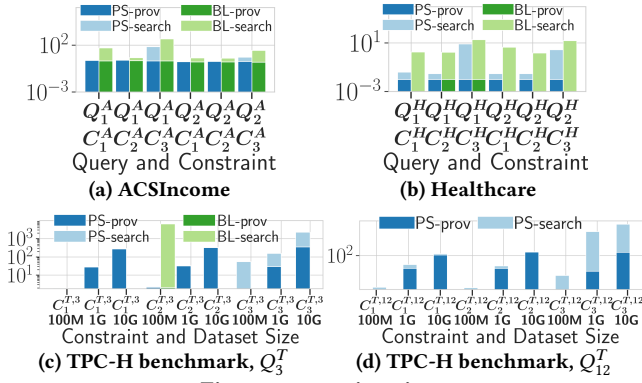 PS-prov BL-prov
PS-search BL-search
10^2
10^{-3}
Q_1^A Q_1^A Q_1^A Q_2^A Q_2^A Q_2^A
C_1^A C_2^A C_3^A C_1^A C_2^A C_3^A
Query and Constraint
(a) ACSIncome
PS-prov BL-prov
PS-search BL-search
10^1
10^{-3}
Q_1^H Q_1^H Q_1^H Q_2^H Q_2^H Q_2^H
C_1^H C_2^H C_3^H C_1^H C_2^H C_3^H
Query and Constraint
(b) Healthcare
PS-prov BL-prov
PS-search BL-search
10^3
10^2
10^1
C_1^{T,3} C_1^{T,3} C_1^{T,3} C_2^{T,3} C_2^{T,3} C_2^{T,3} C_3^{T,3} C_3^{T,3} C_3^{T,3}
100M 1G 10G 100M 1G 10G 100M 1G 10G
Constraint and Dataset Size
(c) TPC-H benchmark, Q_3^T
PS-prov PS-search
10^2
C_1^{T,12} C_1^{T,12} C_1^{T,12} C_2^{T,12} C_2^{T,12} C_2^{T,12} C_3^{T,12} C_3^{T,12} C_3^{T,12}
100M 1G 10G 100M 1G 10G 100M 1G 10G
Constraint and Dataset Size
(d) TPC-H benchmark, Q_{12}^T